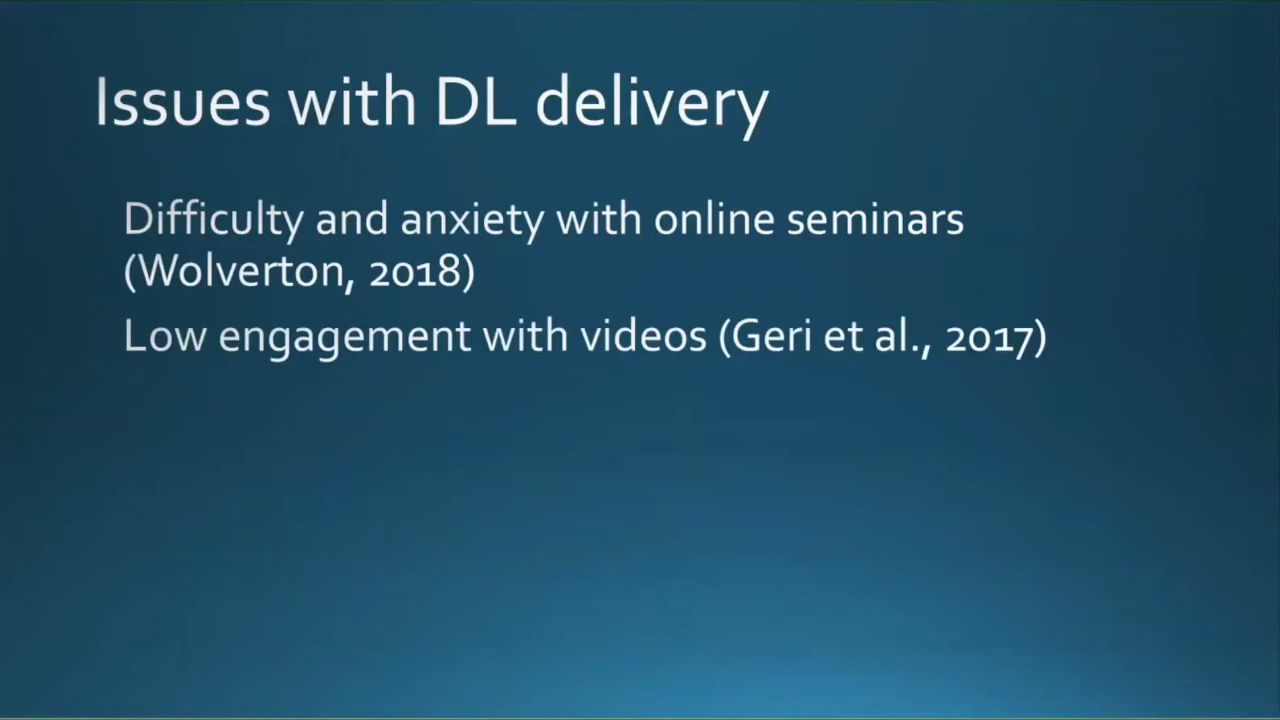 Issues with DL delivery
Difficulty and anxiety with online seminars
(Wolverton, 2018)
Low engagement with videos (Geri et al., 2017)